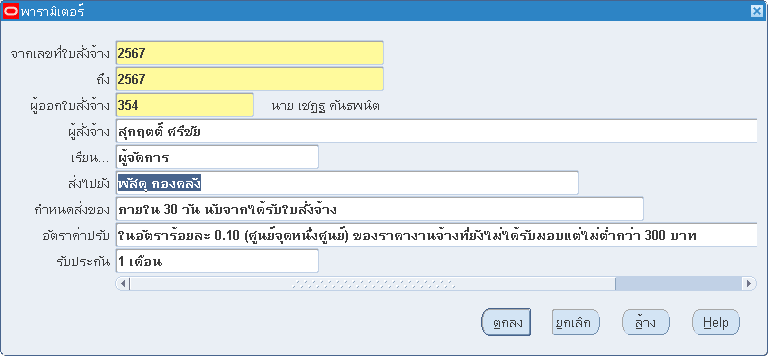 พารามิเตอร์
จากเลขที่ใบสั่งจ้าง 2567
ถึง 2567
ผู้ออกใบสั่งจ้าง 354 นาย เชฎฐ คันธพนิต
ผู้สั่งจ้าง สุกฤตติ์ ศรีชัย
เรียน... ผู้จัดการ
ส่งไปยัง พัสดุ กองคลัง
กำหนดส่งของ ภายใน 30 วัน นับจากได้รับใบสั่งจ้าง
อัตราค่าปรับ ในอัตราร้อยละ 0.10 (ศูนย์จุดหนึ่งศูนย์) ของราคางานจ้างที่ยังไม่ได้รับมอบแต่ไม่ต่ำกว่า 300 บาท
รับประกัน 1 เดือน
ตกลง ยกเลิก ล้าง Help